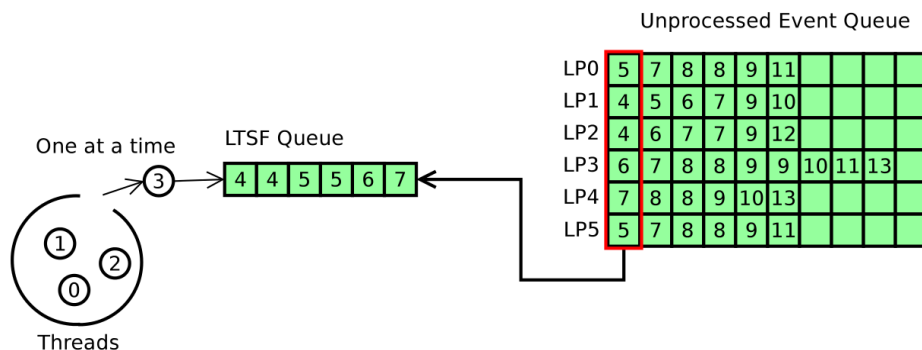 Unprocessed Event Queue
LP0 5 7 8 8 9 11
LP1 4 5 6 7 9 10
LP2 4 6 7 7 9 12
LP3 6 7 8 8 9 9 10 11 13
LP4 7 8 8 9 10 13
LP5 5 7 8 8 9 11
LTSF Queue
4 4 5 5 6 7
One at a time
3
1
2
0
Threads